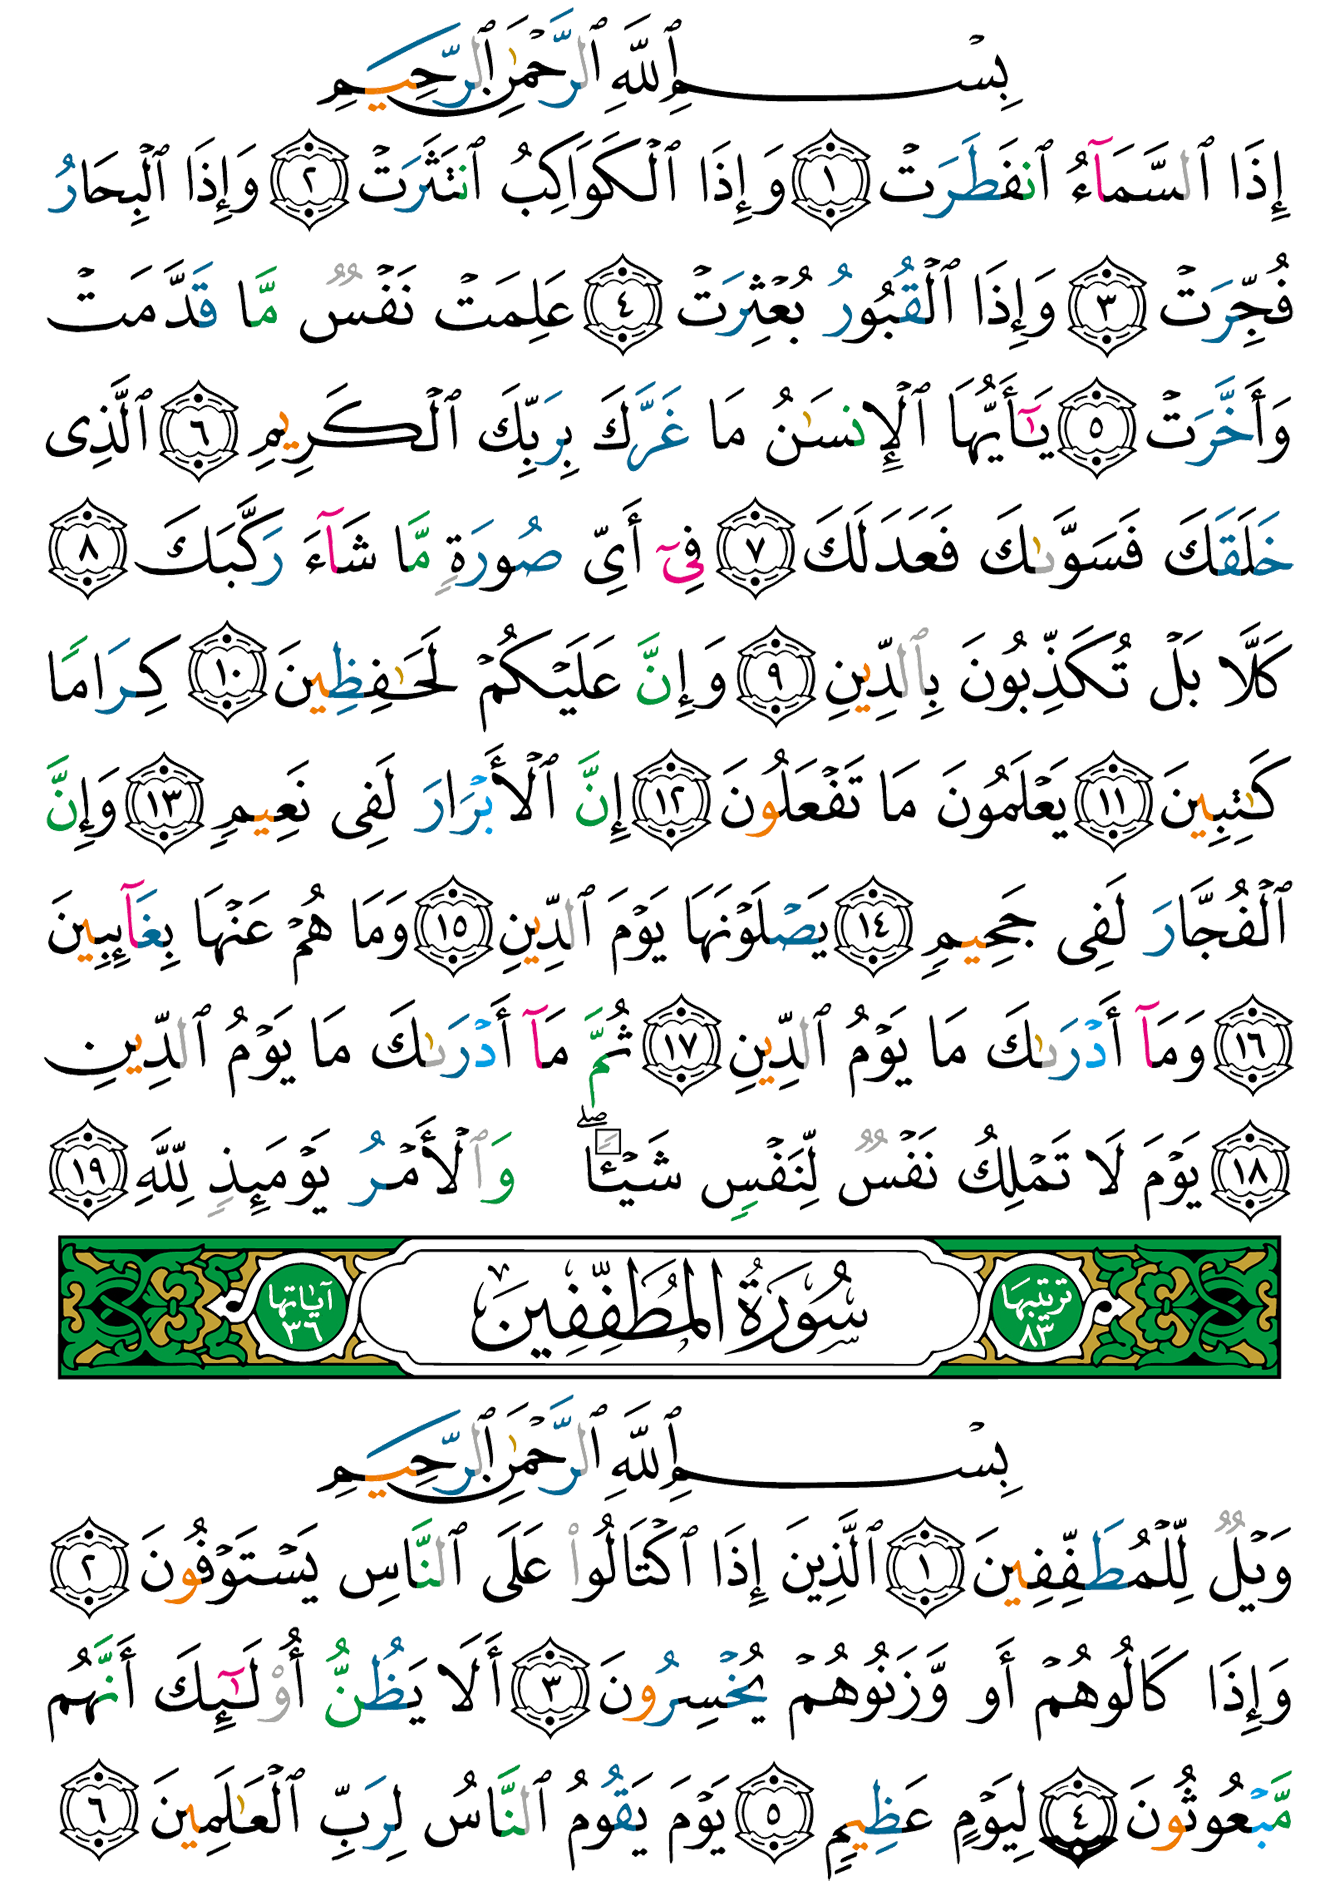 بِسْمِ ٱللَّهِ ٱلرَّحْمَٰنِ ٱلرَّحِيمِ
إِذَا ٱلسَّمَآءُ ٱنفَطَرَتْ ١ وَإِذَا ٱلْكَوَاكِبُ ٱنتَثَرَتْ ٢ وَإِذَا ٱلْبِحَارُ
فُجِّرَتْ ٣ وَإِذَا ٱلْقُبُورُ بُعْثِرَتْ ٤ عَلِمَتْ نَفْسٌ مَّا قَدَّمَتْ
وَأَخَّرَتْ ٥ يَٰٓأَيُّهَا ٱلْإِنسَٰنُ مَا غَرَّكَ بِرَبِّكَ ٱلْكَرِيمِ ٦ ٱلَّذِى
خَلَقَكَ فَسَوَّىٰكَ فَعَدَلَكَ ٧ فِىٓ أَىِّ صُورَةٍ مَّا شَآءَ رَكَّبَكَ ٨
كَلَّا بَلْ تُكَذِّبُونَ بِٱلدِّينِ ٩ وَإِنَّ عَلَيْكُمْ لَحَٰفِظِينَ ١٠ كِرَامًا
كَٰتِبِينَ ١١ يَعْلَمُونَ مَا تَفْعَلُونَ ١٢ إِنَّ ٱلْأَبْرَارَ لَفِى نَعِيمٍ ١٣ وَإِنَّ
ٱلْفُجَّارَ لَفِى جَحِيمٍ ١٤ يَصْلَوْنَهَا يَوْمَ ٱلدِّينِ ١٥ وَمَا هُمْ عَنْهَا بِغَآئِبِينَ
١٦ وَمَآ أَدْرَىٰكَ مَا يَوْمُ ٱلدِّينِ ١٧ ثُمَّ مَآ أَدْرَىٰكَ مَا يَوْمُ ٱلدِّينِ
١٨ يَوْمَ لَا تَمْلِكُ نَفْسٌ لِّنَفْسٍ شَيْـًٔا ۖ وَٱلْأَمْرُ يَوْمَئِذٍ لِّلَّهِ ١٩
ترتيبها ٨٣ سُورَةُ المُطَفِّفِينَ آياتها ٣٦
بِسْمِ ٱللَّهِ ٱلرَّحْمَٰنِ ٱلرَّحِيمِ
وَيْلٌ لِّلْمُطَفِّفِينَ ١ ٱلَّذِينَ إِذَا ٱكْتَالُوا۟ عَلَى ٱلنَّاسِ يَسْتَوْفُونَ ٢
وَإِذَا كَالُوهُمْ أَو وَّزَنُوهُمْ يُخْسِرُونَ ٣ أَلَا يَظُنُّ أُو۟لَٰٓئِكَ أَنَّهُم
مَّبْعُوثُونَ ٤ لِيَوْمٍ عَظِيمٍ ٥ يَوْمَ يَقُومُ ٱلنَّاسُ لِرَبِّ ٱلْعَٰلَمِينَ ٦